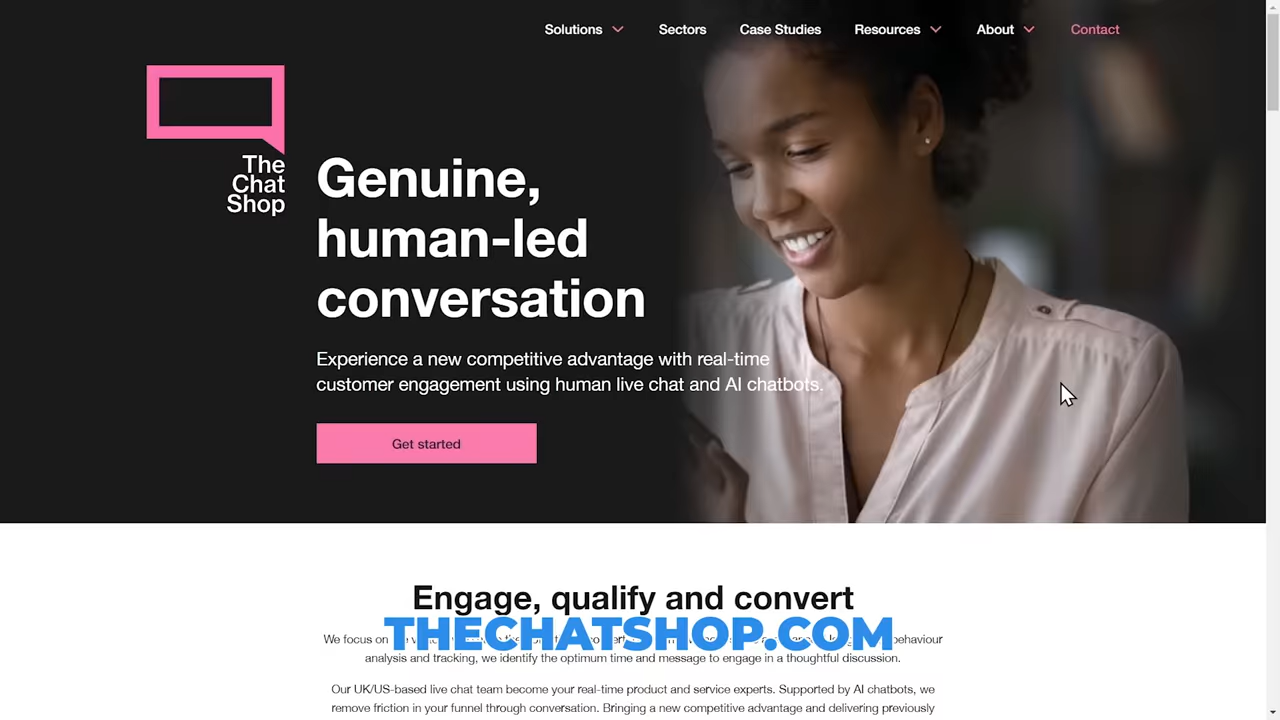 Solutions Sectors Case Studies Resources About Contact
The
Chat
Shop
Genuine,
human-led
conversation
Experience a new competitive advantage with real-time
customer engagement using human live chat and AI chatbots.
Get started
Engage, qualify and convert
THECHATSHOP.COM
We focus on behaviour
analysis and tracking, we identify the optimum time and message to engage in a thoughtful discussion.
Our UK/US-based live chat team become your real-time product and service experts. Supported by AI chatbots, we
remove friction in your funnel through conversation. Bringing a new competitive advantage and delivering previously